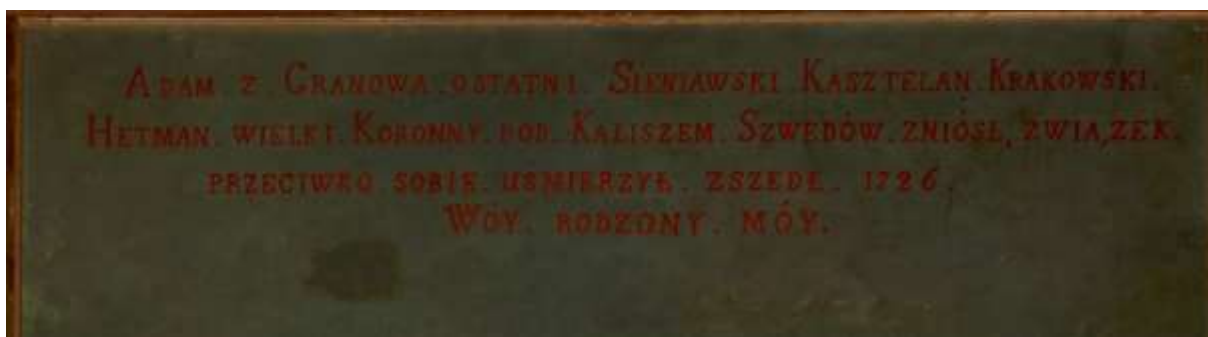 ADAM Z GRANOWA OSTATNI. SIENIAWSKI KASZTELAN KRAKOWSKI.
HETMAN. WIELKI. KORONNY. POD. KALISZEM. SZWEDÓW. ZNIÓSŁ, ZWIĄZEK.
PRZECIWKO. SOBIE. USMIERZYŁ. ZSZEDŁ. 1726.
WÓY. RODZONY. MÓY.